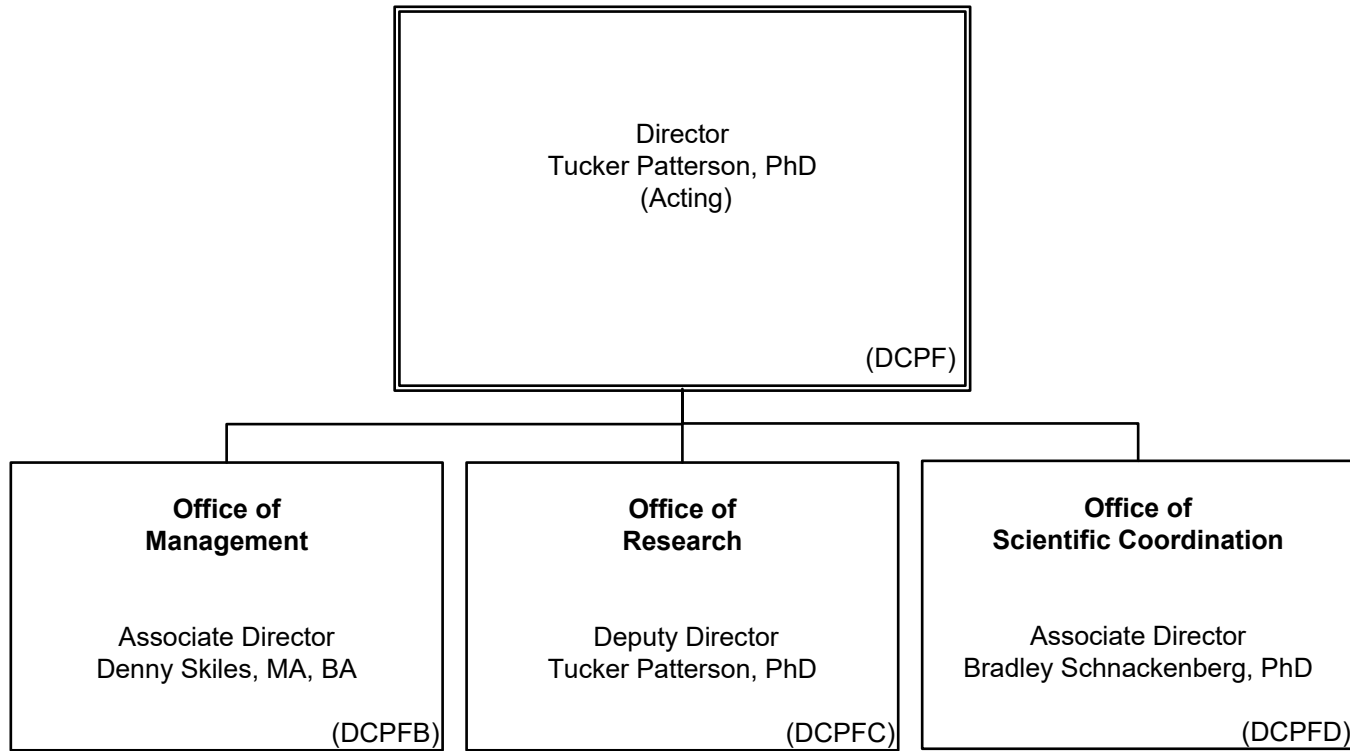 Director
Tucker Patterson, PhD
(Acting)
(DCPF)
Office of
Management
Associate Director
Denny Skiles, MA, BA
(DCPFB)
Office of
Research
Deputy Director
Tucker Patterson, PhD
(DCPFC)
Office of
Scientific Coordination
Associate Director
Bradley Schnackenberg, PhD
(DCPFD)